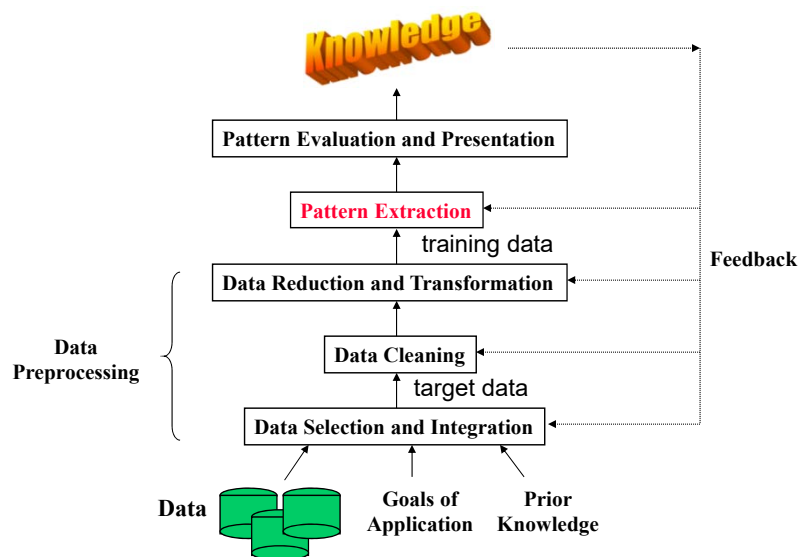 Knowledge
Pattern Evaluation and Presentation
Pattern Extraction
training data
Feedback
Data Reduction and Transformation
Data
Preprocessing
Data Cleaning
target data
Data Selection and Integration
Data
Goals of
Application
Prior
Knowledge